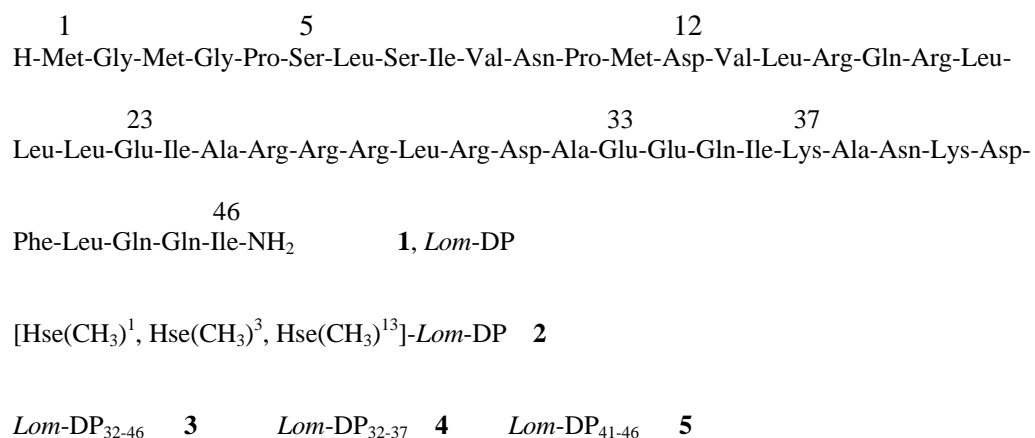 1 5 12
H-Met-Gly-Met-Gly-Pro-Ser-Leu-Ser-Ile-Val-Asn-Pro-Met-Asp-Val-Leu-Arg-Gln-Arg-Leu-
23 33 37
Leu-Leu-Glu-Ile-Ala-Arg-Arg-Arg-Leu-Arg-Asp-Ala-Glu-Glu-Gln-Ile-Lys-Ala-Asn-Lys-Asp-
46
Phe-Leu-Gln-Gln-Ile-NH₂ 1, Lom-DP
[Hse(CH₃)¹, Hse(CH₃)³, Hse(CH₃)¹³]-Lom-DP 2
Lom-DP₃₂₋₄₆ 3 Lom-DP₃₂₋₃₇ 4 Lom-DP₄₁₋₄₆ 5